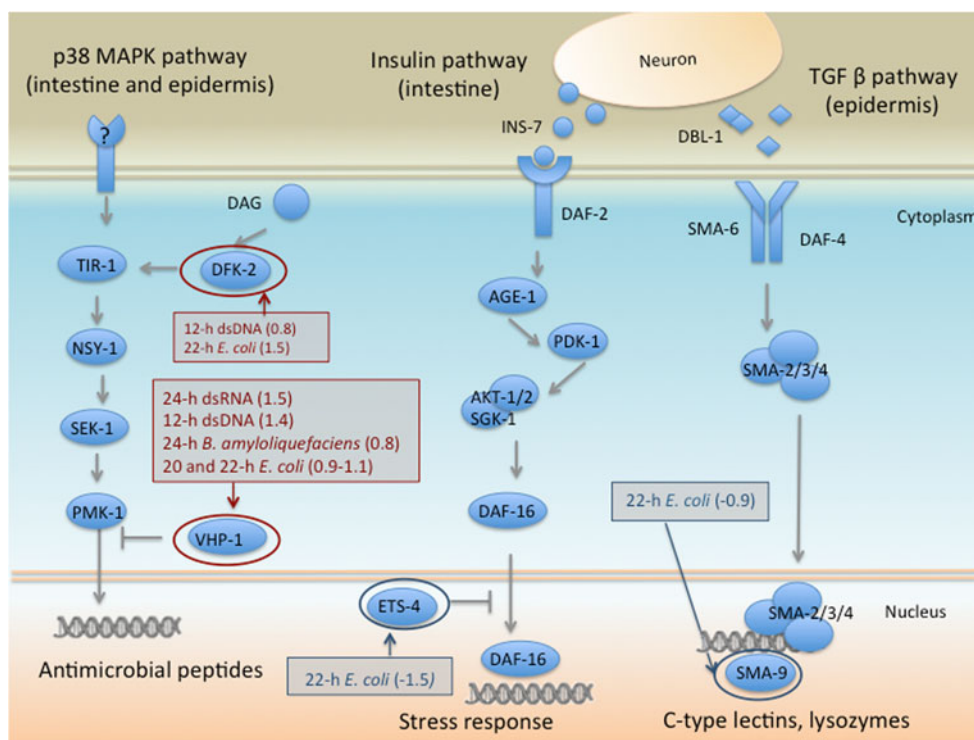 p38 MAPK pathway
(intestine and epidermis)
Insulin pathway
(intestine)
Neuron
TGF β pathway
(epidermis)
?
INS-7
DBL-1
DAG
DAF-2
SMA-6
DAF-4
Cytoplasm
TIR-1
DFK-2
AGE-1
12-h dsDNA (0.8)
22-h E. coli (1.5)
NSY-1
PDK-1
SMA-2/3/4
24-h dsRNA (1.5)
12-h dsDNA (1.4)
24-h B. amyloliquefaciens (0.8)
20 and 22-h E. coli (0.9-1.1)
AKT-1/2
SGK-1
SEK-1
PMK-1
VHP-1
DAF-16
22-h E. coli (-0.9)
ETS-4
SMA-2/3/4
Nucleus
Antimicrobial peptides
22-h E. coli (-1.5)
DAF-16
SMA-9
Stress response
C-type lectins, lysozymes